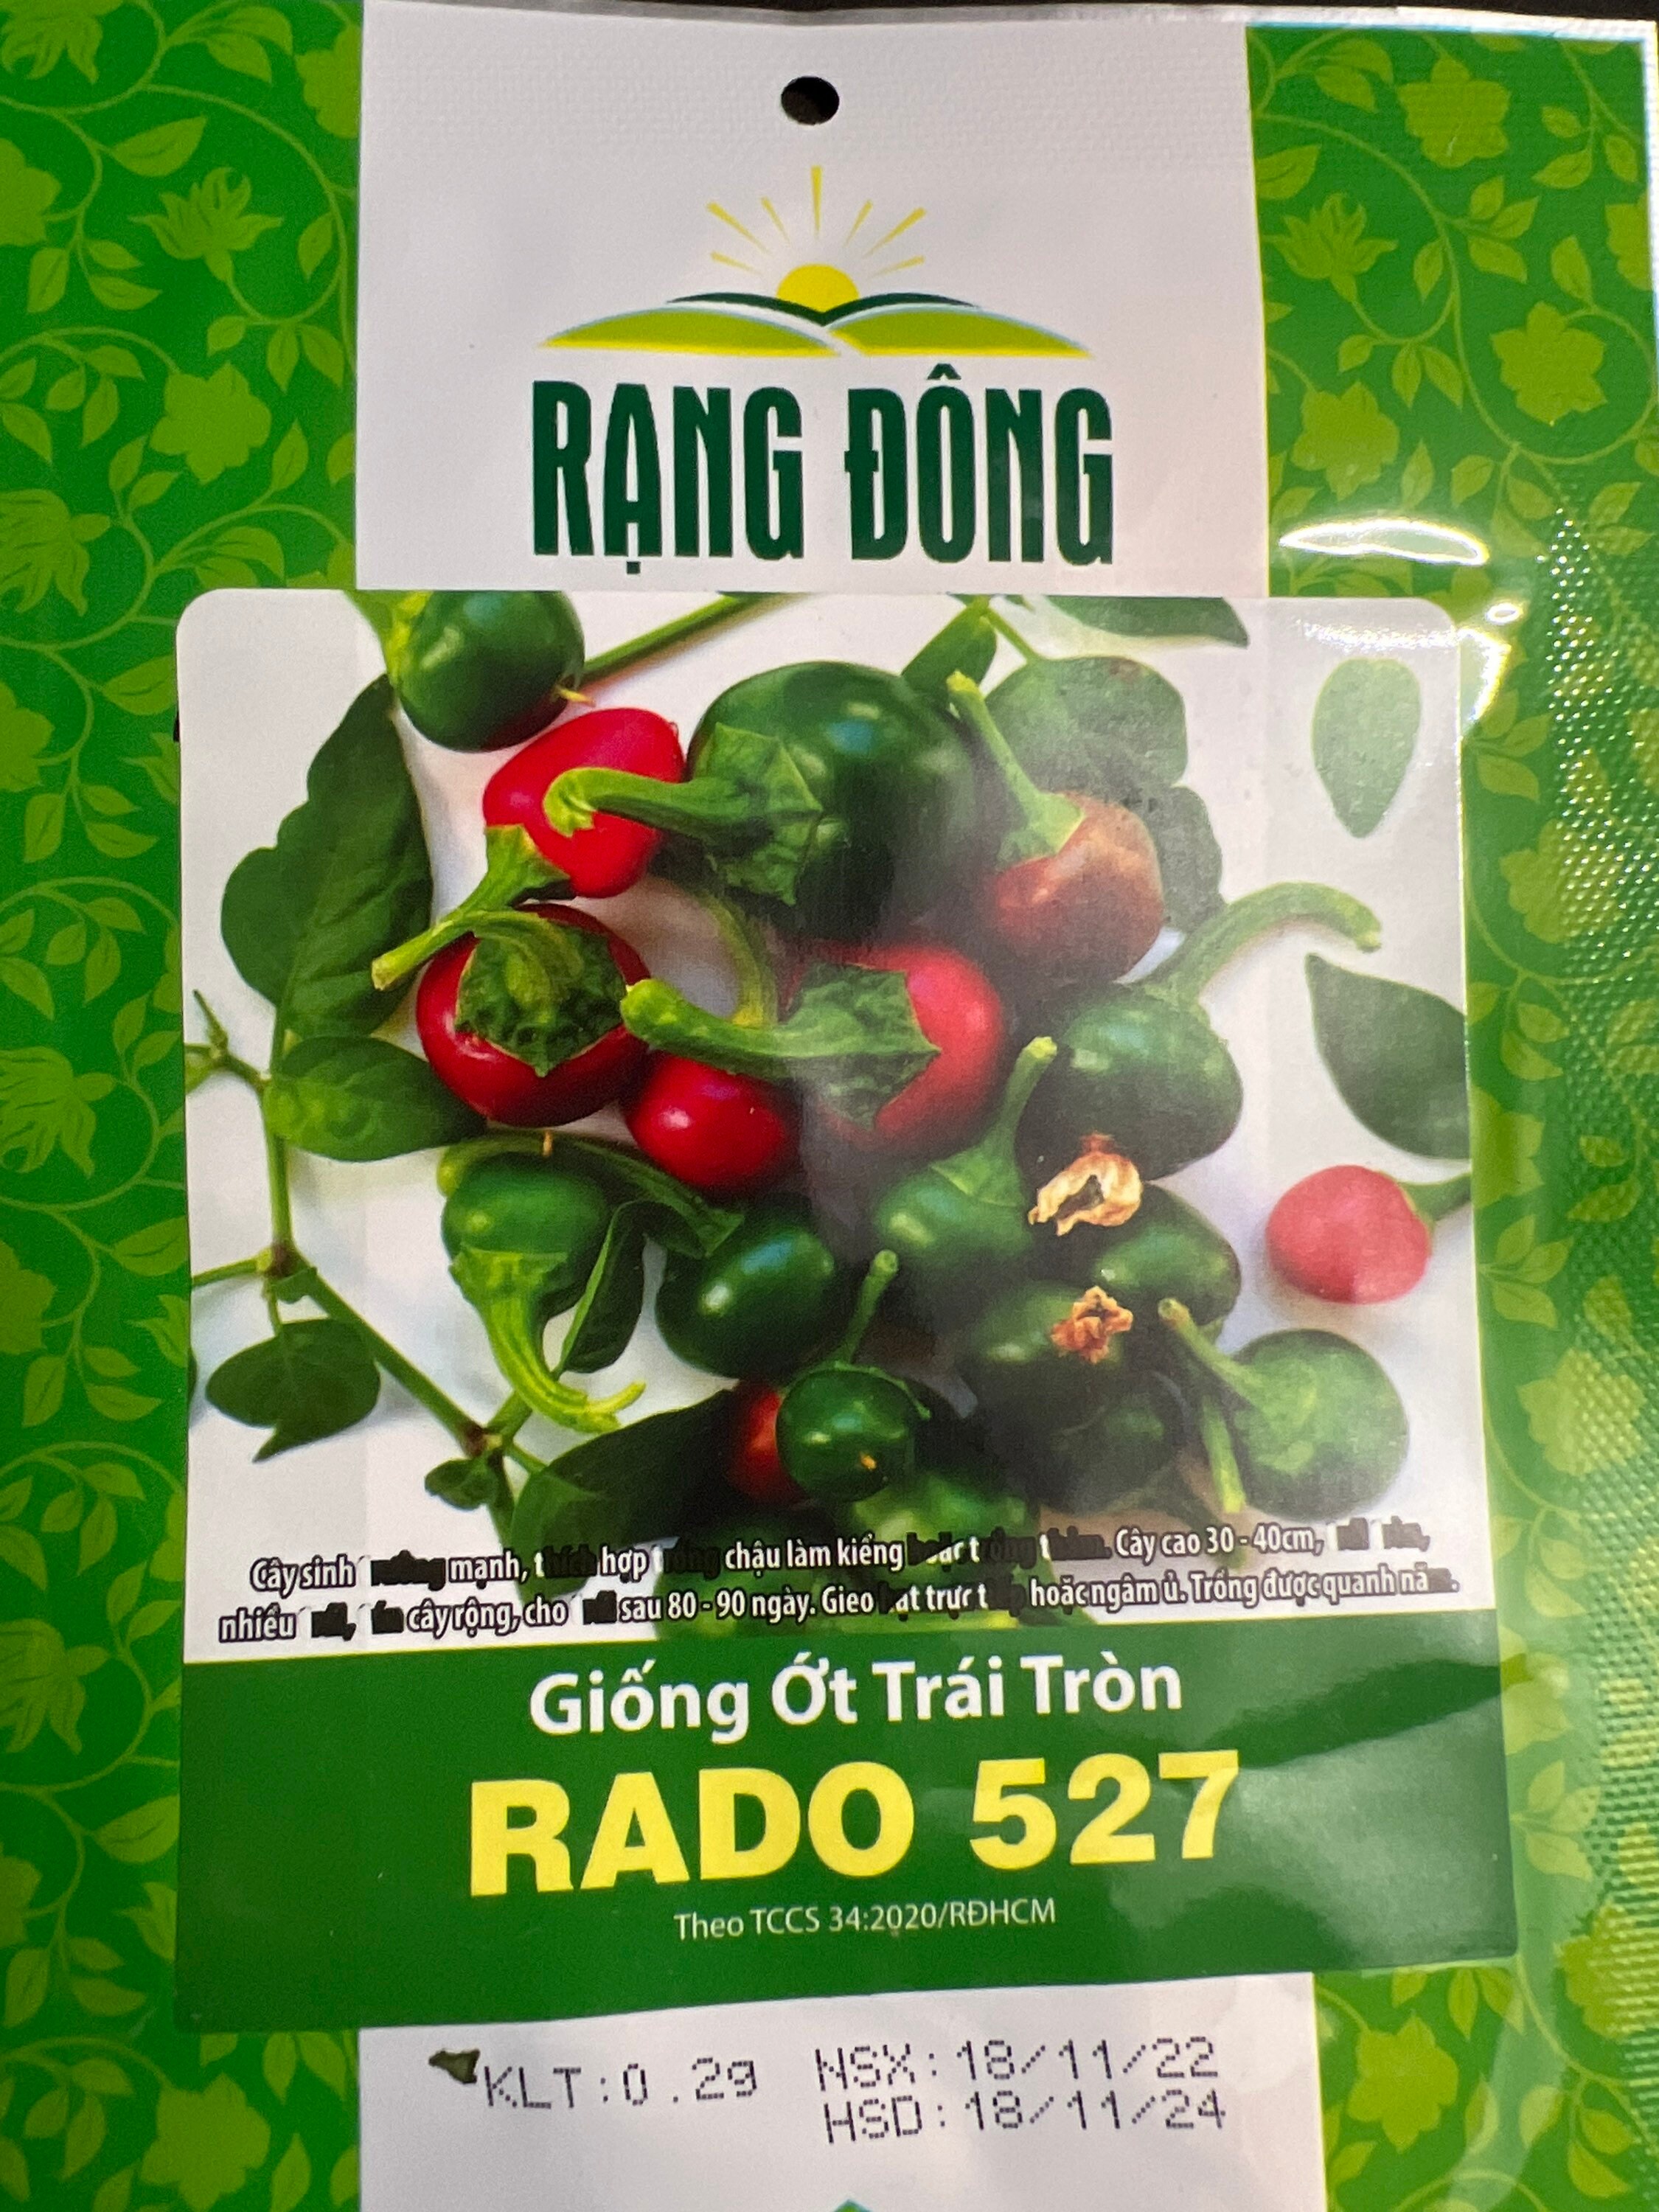 RẠNG ĐÔNG
Cây sinh mạnh, hợp chậu làm kiểng Cây cao 30 - 40cm,
nhiều cây rộng, cho sau 80 - 90 ngày. Gieo trực hoặc ngâm ủ. Trồng được quanh
Giống Ớt Trái Tròn
RADO 527
Theo TCCS 34:2020/RĐHCM
KLT:0.2g NSX:18/11/22
HSD:18/11/24